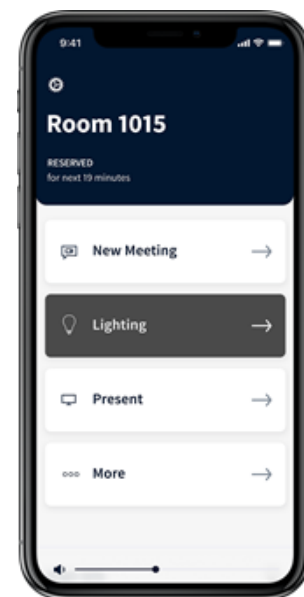 9:41
Room 1015
RESERVED
for next 19 minutes
New Meeting
Lighting
Present
More